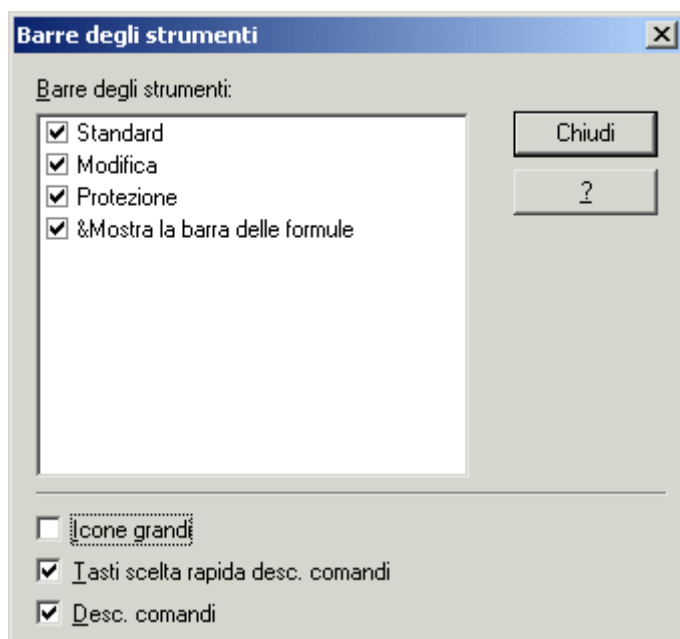 Barre degli strumenti
Barre degli strumenti:
Standard
Modifica
Protezione
&Mostra la barra delle formule
Chiudi
?
Icone grandi
Tasti scelta rapida desc. comandi
Desc. comandi